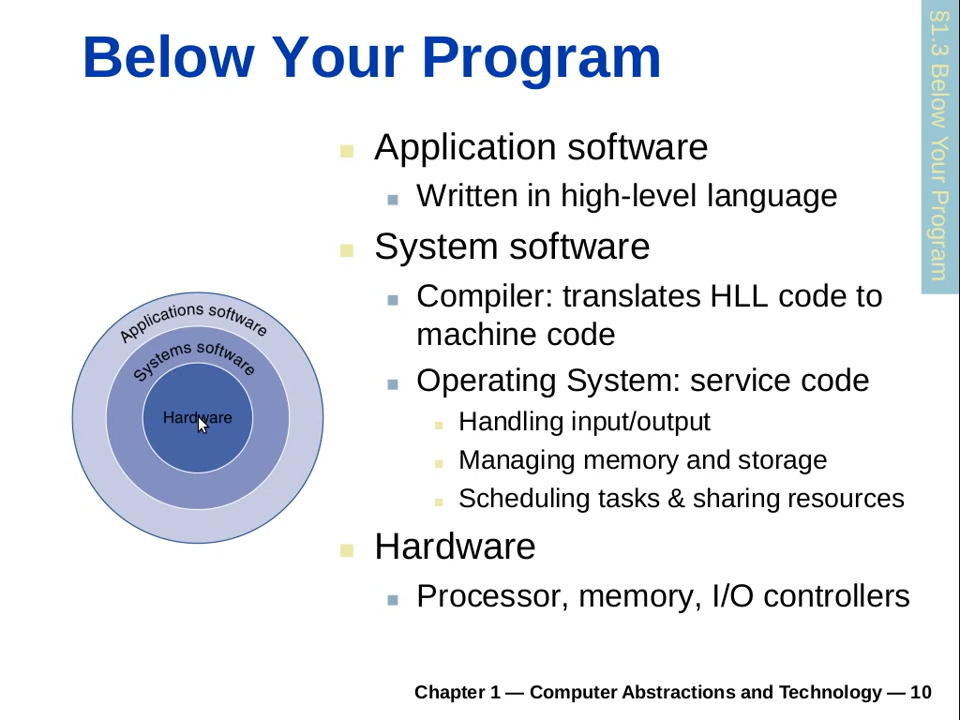 Below Your Program
§1.3 Below Your Program
Application software
Written in high-level language
System software
Compiler: translates HLL code to
machine code
Operating System: service code
Handling input/output
Managing memory and storage
Scheduling tasks & sharing resources
Hardware
Processor, memory, I/O controllers
Applications software
Systems software
Hardware
Chapter 1 — Computer Abstractions and Technology — 10